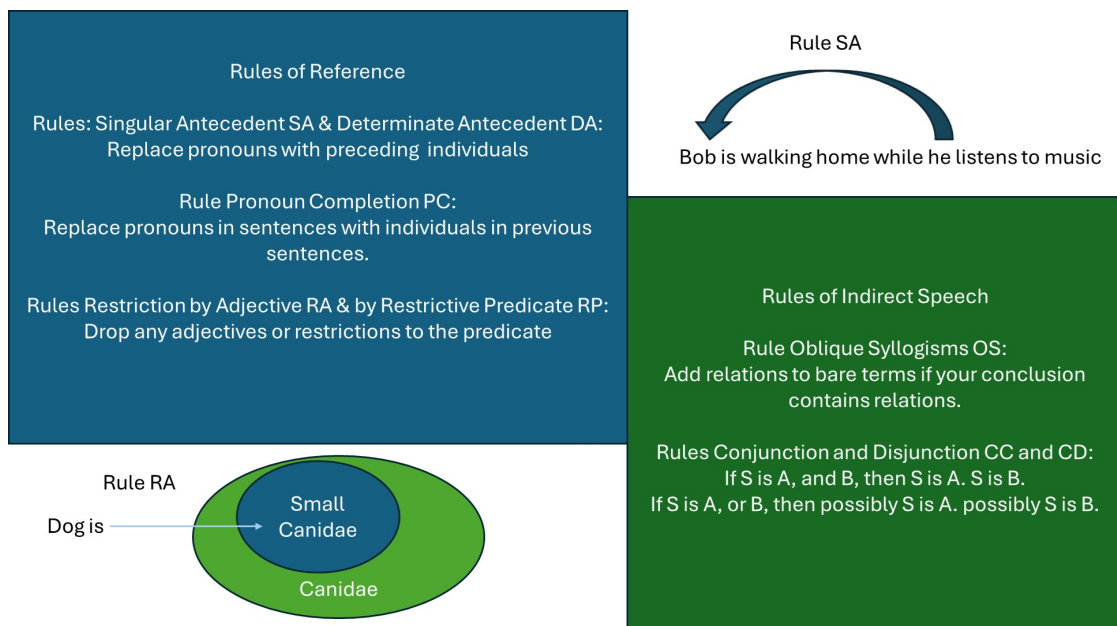 Rules of Reference
Rules: Singular Antecedent SA & Determinate Antecedent DA:
Replace pronouns with preceding individuals
Rule Pronoun Completion PC:
Replace pronouns in sentences with individuals in previous
sentences.
Rules Restriction by Adjective RA & by Restrictive Predicate RP:
Drop any adjectives or restrictions to the predicate
Rule SA
Bob is walking home while he listens to music
Rules of Indirect Speech
Rule Oblique Syllogisms OS:
Add relations to bare terms if your conclusion
contains relations.
Rules Conjunction and Disjunction CC and CD:
If S is A, and B, then S is A. S is B.
If S is A, or B, then possibly S is A. possibly S is B.
Rule RA
Dog is
Small
Canidae
Canidae